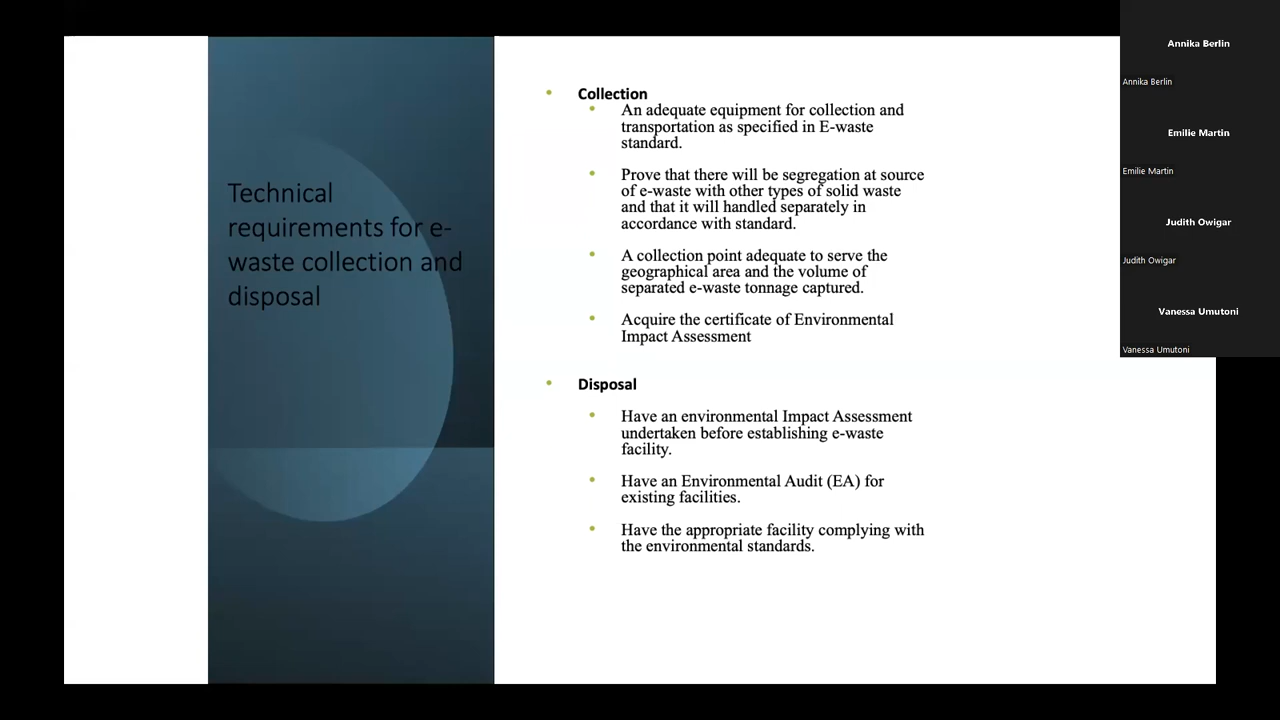 Technical
requirements for e-
waste collection and
disposal
• Collection
• An adequate equipment for collection and
transportation as specified in E-waste
standard.
• Prove that there will be segregation at source
of e-waste with other types of solid waste
and that it will handled separately in
accordance with standard.
• A collection point adequate to serve the
geographical area and the volume of
separated e-waste tonnage captured.
• Acquire the certificate of Environmental
Impact Assessment
• Disposal
• Have an environmental Impact Assessment
undertaken before establishing e-waste
facility.
• Have an Environmental Audit (EA) for
existing facilities.
• Have the appropriate facility complying with
the environmental standards.
Annika Berlin
Annika Berlin
Emilie Martin
Emilie Martin
Judith Owigar
Judith Owigar
Vanessa Umutoni
Vanessa Umutoni